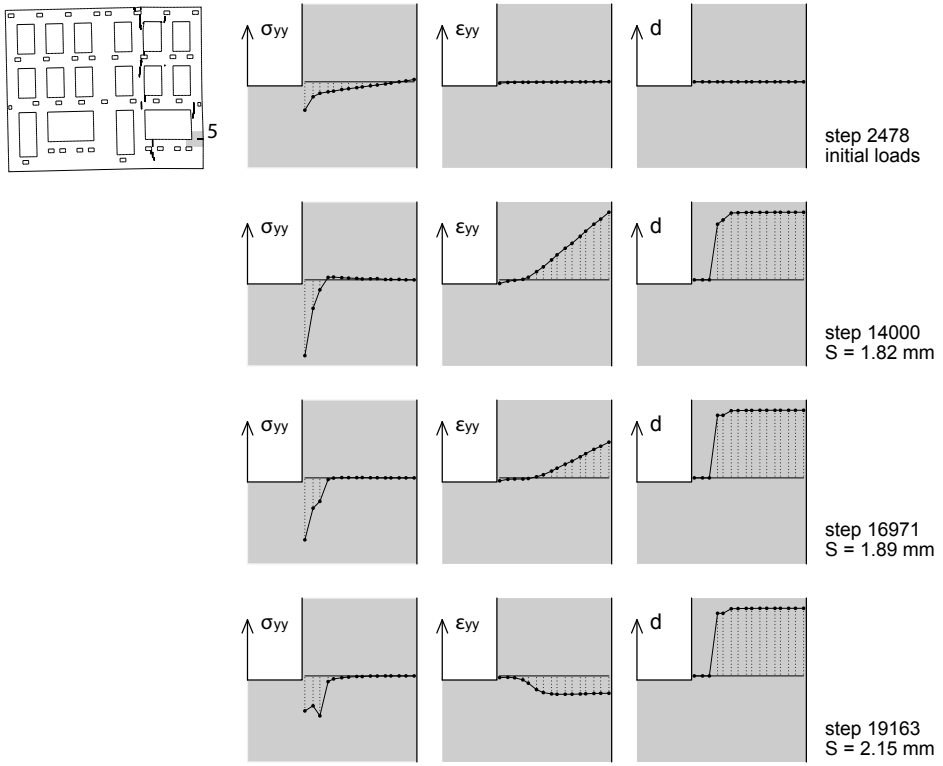 5
σyy
εyy
d
step 2478
initial loads
σyy
εyy
d
step 14000
S = 1.82 mm
σyy
εyy
d
step 16971
S = 1.89 mm
σyy
εyy
d
step 19163
S = 2.15 mm